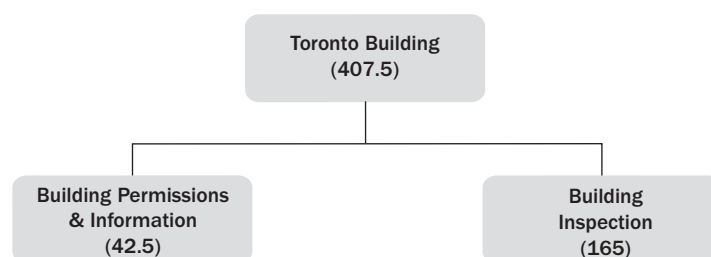 Toronto Building
(407.5)
Building Permissions
& Information
(42.5)
Building
Inspection
(165)